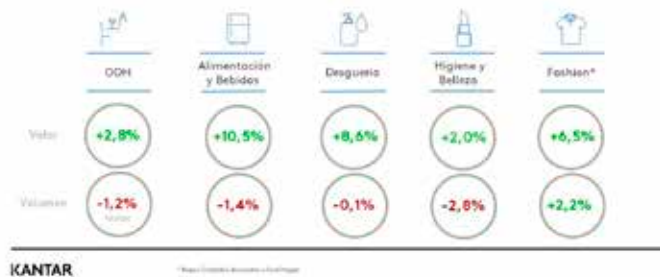 OOH
Alimentación
y Bebidas
Droguería
Higiene y
Belleza
Fashion*
Valor
+2,8%
+10,5%
+8,6%
+2,0%
+6,5%
Volumen
-1,2%
-1,4%
-0,1%
-2,8%
+2,2%
KANTAR